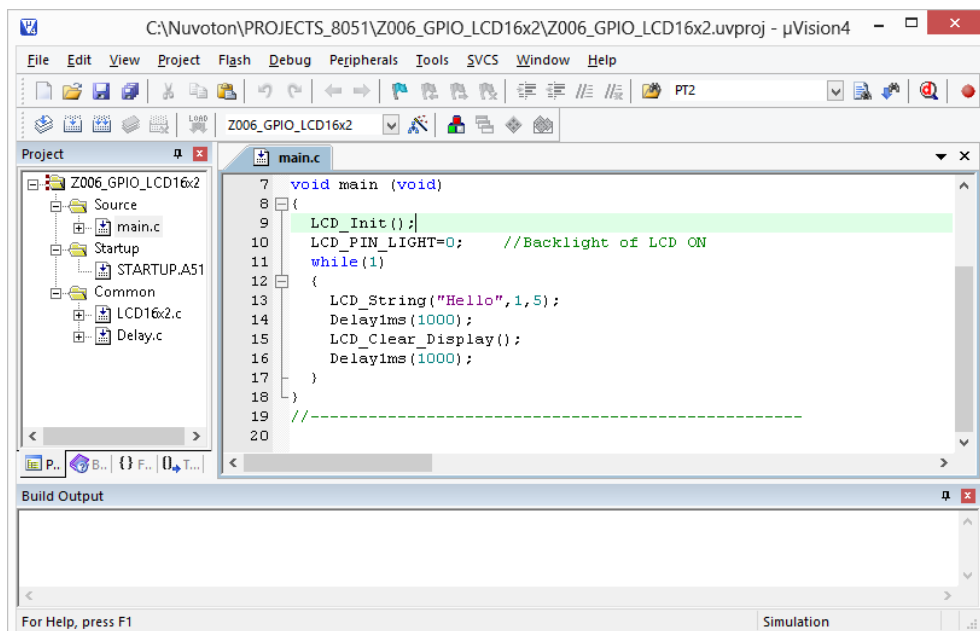 C:\Nuvoton\PROJECTS_8051\Z006_GPIO_LCD16x2\Z006_GPIO_LCD16x2.uvproj - µVision4
File Edit View Project Flash Debug Peripherals Tools SVCS Window Help
PT2
LOAD Z006_GPIO_LCD16x2
Project
main.c
Z006_GPIO_LCD16x2
Source
main.c
Startup
STARTUP.A51
Common
LCD16x2.c
Delay.c
7 void main (void)
8 {
9 LCD_Init();
10 LCD_PIN_LIGHT=0; //Backlight of LCD ON
11 while(1)
12 {
13 LCD_String("Hello",1,5);
14 Delay1ms(1000);
15 LCD_Clear_Display();
16 Delay1ms(1000);
17 }
18 }
19 //---------------------------------------------------
20
P... B... {} F... 0 T...
Build Output
For Help, press F1 Simulation